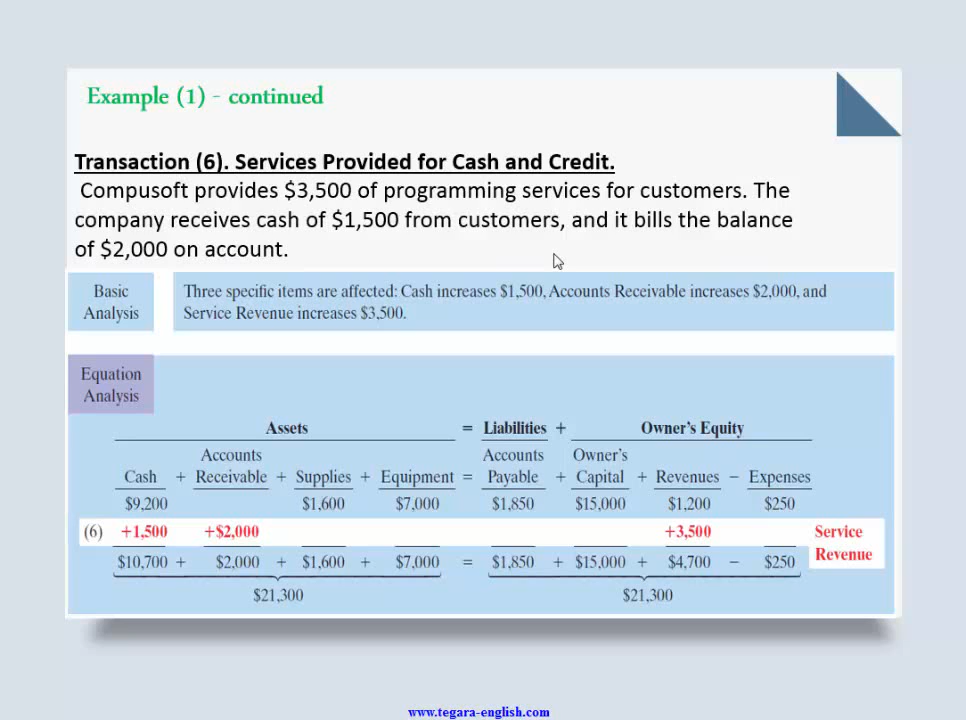 Example (1) - continued
Transaction (6). Services Provided for Cash and Credit.
Compusoft provides $3,500 of programming services for customers. The
company receives cash of $1,500 from customers, and it bills the balance
of $2,000 on account.
Basic
Analysis
Three specific items are affected: Cash increases $1,500, Accounts Receivable increases $2,000, and
Service Revenue increases $3,500.
Equation
Analysis
Assets = Liabilities + Owner's Equity
Accounts Accounts Owner's
Cash + Receivable + Supplies + Equipment = Payable + Capital + Revenues − Expenses
$9,200 $1,600 $7,000 $1,850 $15,000 $1,200 $250
(6) +1,500 +$2,000 +3,500 Service
Revenue
$10,700 + $2,000 + $1,600 + $7,000 = $1,850 + $15,000 + $4,700 − $250
$21,300 $21,300
www.tegara-english.com